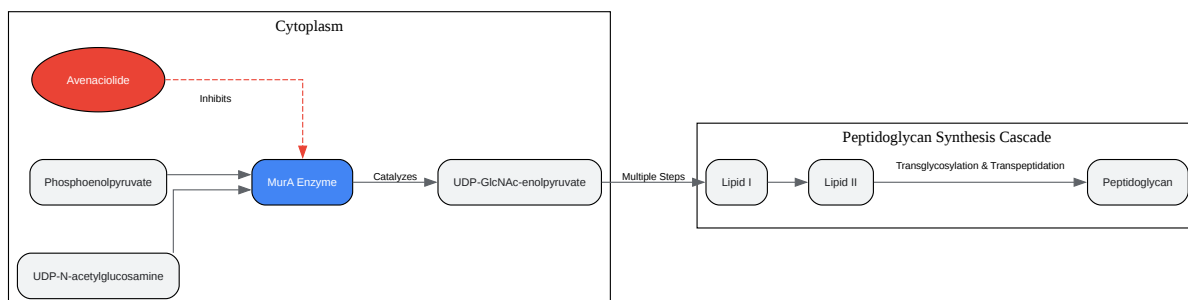 Cytoplasm
Avenaciolide
Inhibits
Phosphoenolpyruvate
MurA Enzyme
Catalyzes
UDP-GlcNAc-enolpyruvate
UDP-N-acetylglucosamine
Multiple Steps
Peptidoglycan Synthesis Cascade
Lipid I
Lipid II
Transglycosylation & Transpeptidation
Peptidoglycan